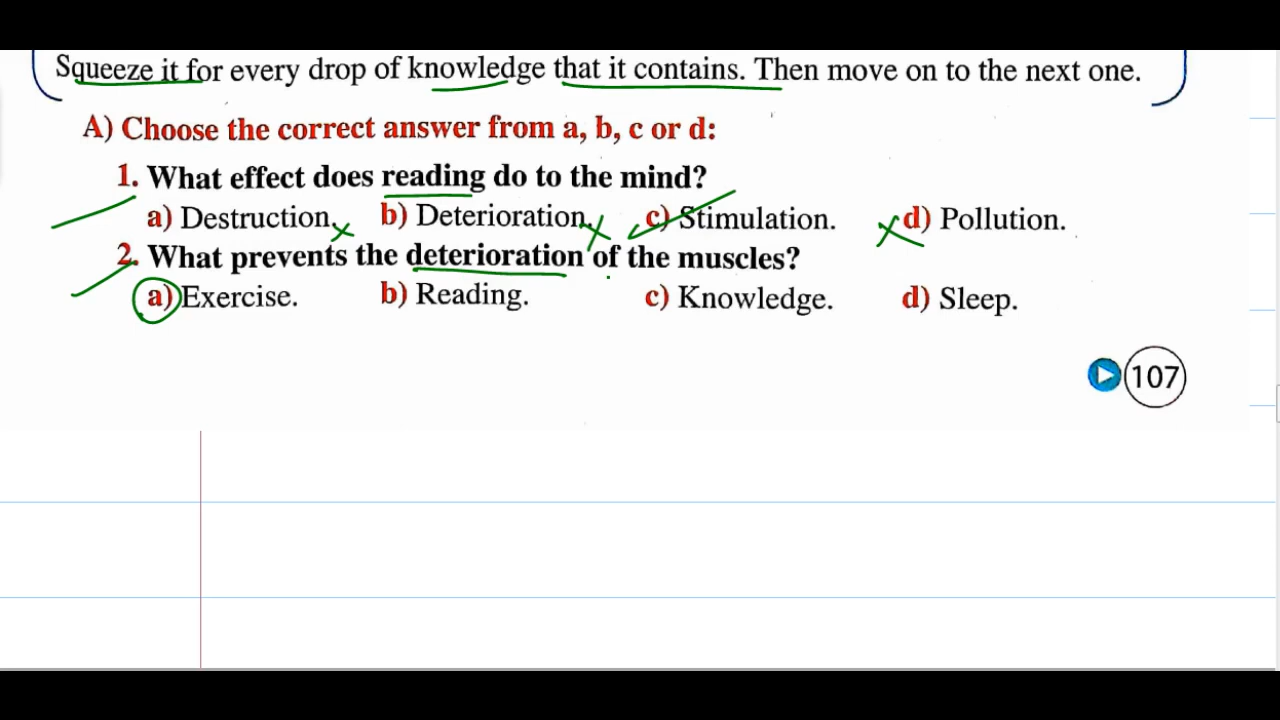 Squeeze it for every drop of knowledge that it contains. Then move on to the next one.
A) Choose the correct answer from a, b, c or d:
1. What effect does reading do to the mind?
a) Destruction. b) Deterioration. c) Stimulation. d) Pollution.
2. What prevents the deterioration of the muscles?
a) Exercise. b) Reading. c) Knowledge. d) Sleep.
107